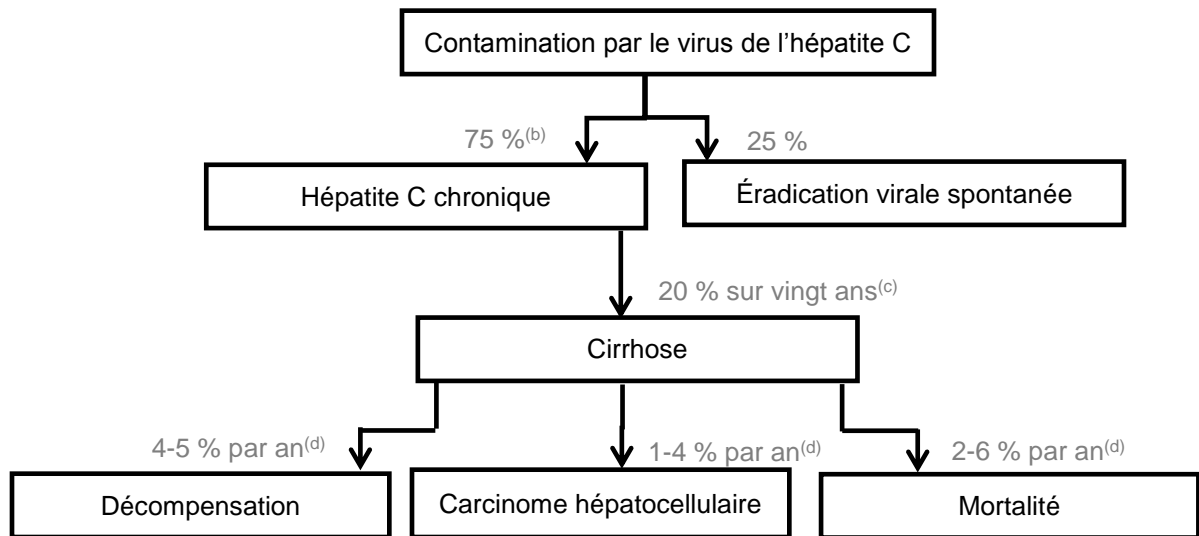 Contamination par le virus de l’hépatite C
75 %(b)
25 %
Hépatite C chronique
Éradication virale spontanée
20 % sur vingt ans(c)
Cirrhose
4-5 % par an(d)
1-4 % par an(d)
2-6 % par an(d)
Décompensation
Carcinome hépatocellulaire
Mortalité